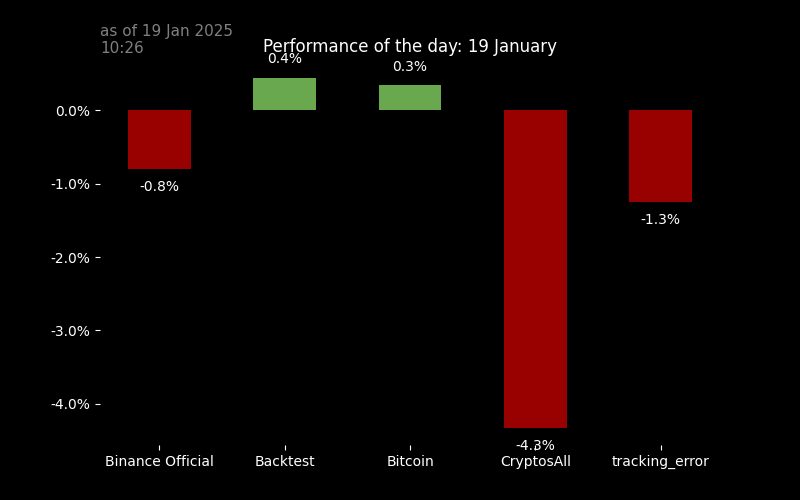 as of 19 Jan 2025
10:26
Performance of the day: 19 January
0.4%
0.3%
0.0%
-0.8%
-1.0%
-1.3%
-2.0%
-3.0%
-4.0%
-4.3%
Binance Official
Backtest
Bitcoin
CryptosAll
tracking_error